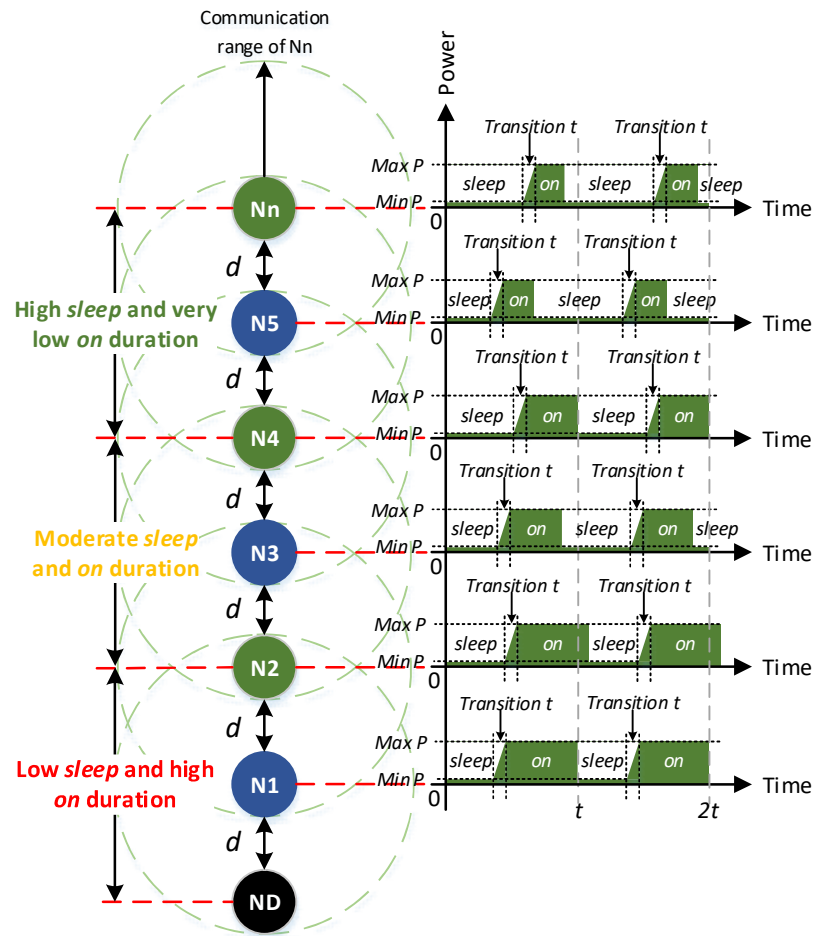 Communication
range of Nn
Power
Transition t Transition t
Max P
sleep on sleep on sleep
Min P
0
Time
Nn
d
Transition t Transition t
Max P
sleep on sleep on sleep
Min P
0
Time
High sleep and very
low on duration
N5
d
Transition t Transition t
Max P
sleep on sleep on
Min P
0
Time
N4
d
Transition t Transition t
Max P
sleep on sleep on sleep
Min P
0
Time
Moderate sleep
and on duration
N3
d
Transition t Transition t
Max P
sleep on sleep on
Min P
0
Time
N2
d
Transition t Transition t
Max P
sleep on sleep on
Min P
0
Time
Low sleep and high
on duration
N1
t 2t
d
ND